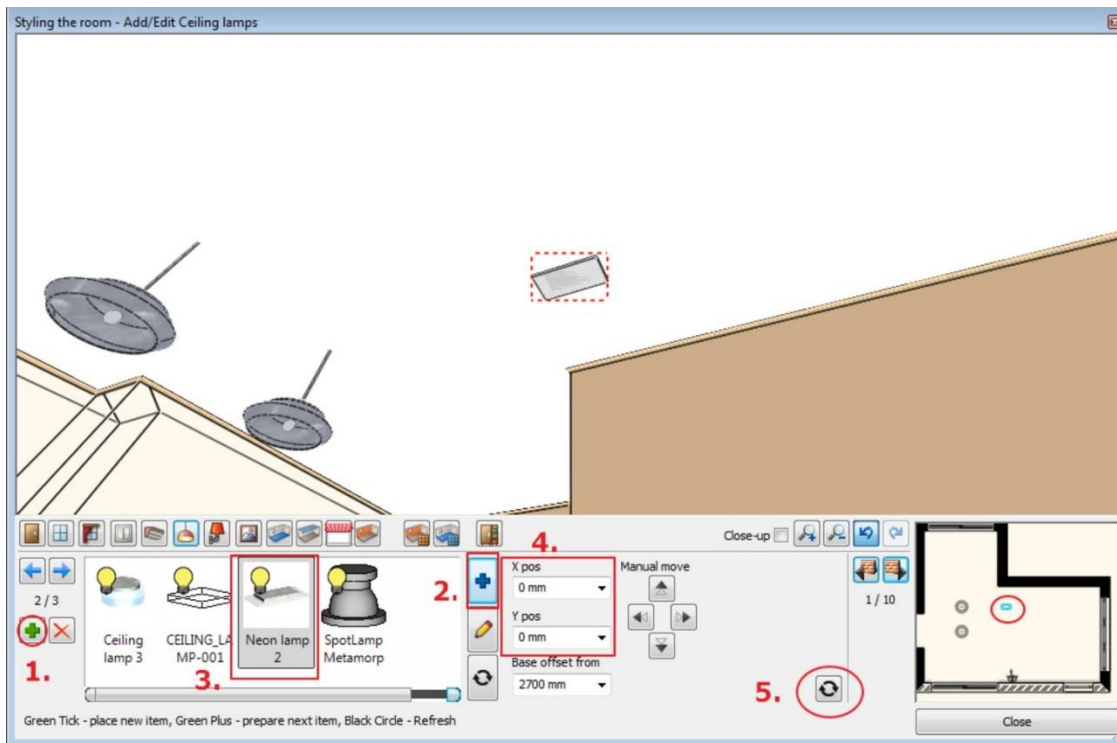 Styling the room - Add/Edit Ceiling lamps
Close-up
4.
2 / 3
1.
Ceiling
lamp 3
CEILING_LA
MP-001
Neon lamp
2
3.
SpotLamp
Metamorp
2.
X pos
0 mm
Y pos
0 mm
Base offset from
2700 mm
Manual move
5.
1 / 10
Green Tick - place new item, Green Plus - prepare next item, Black Circle - Refresh
Close